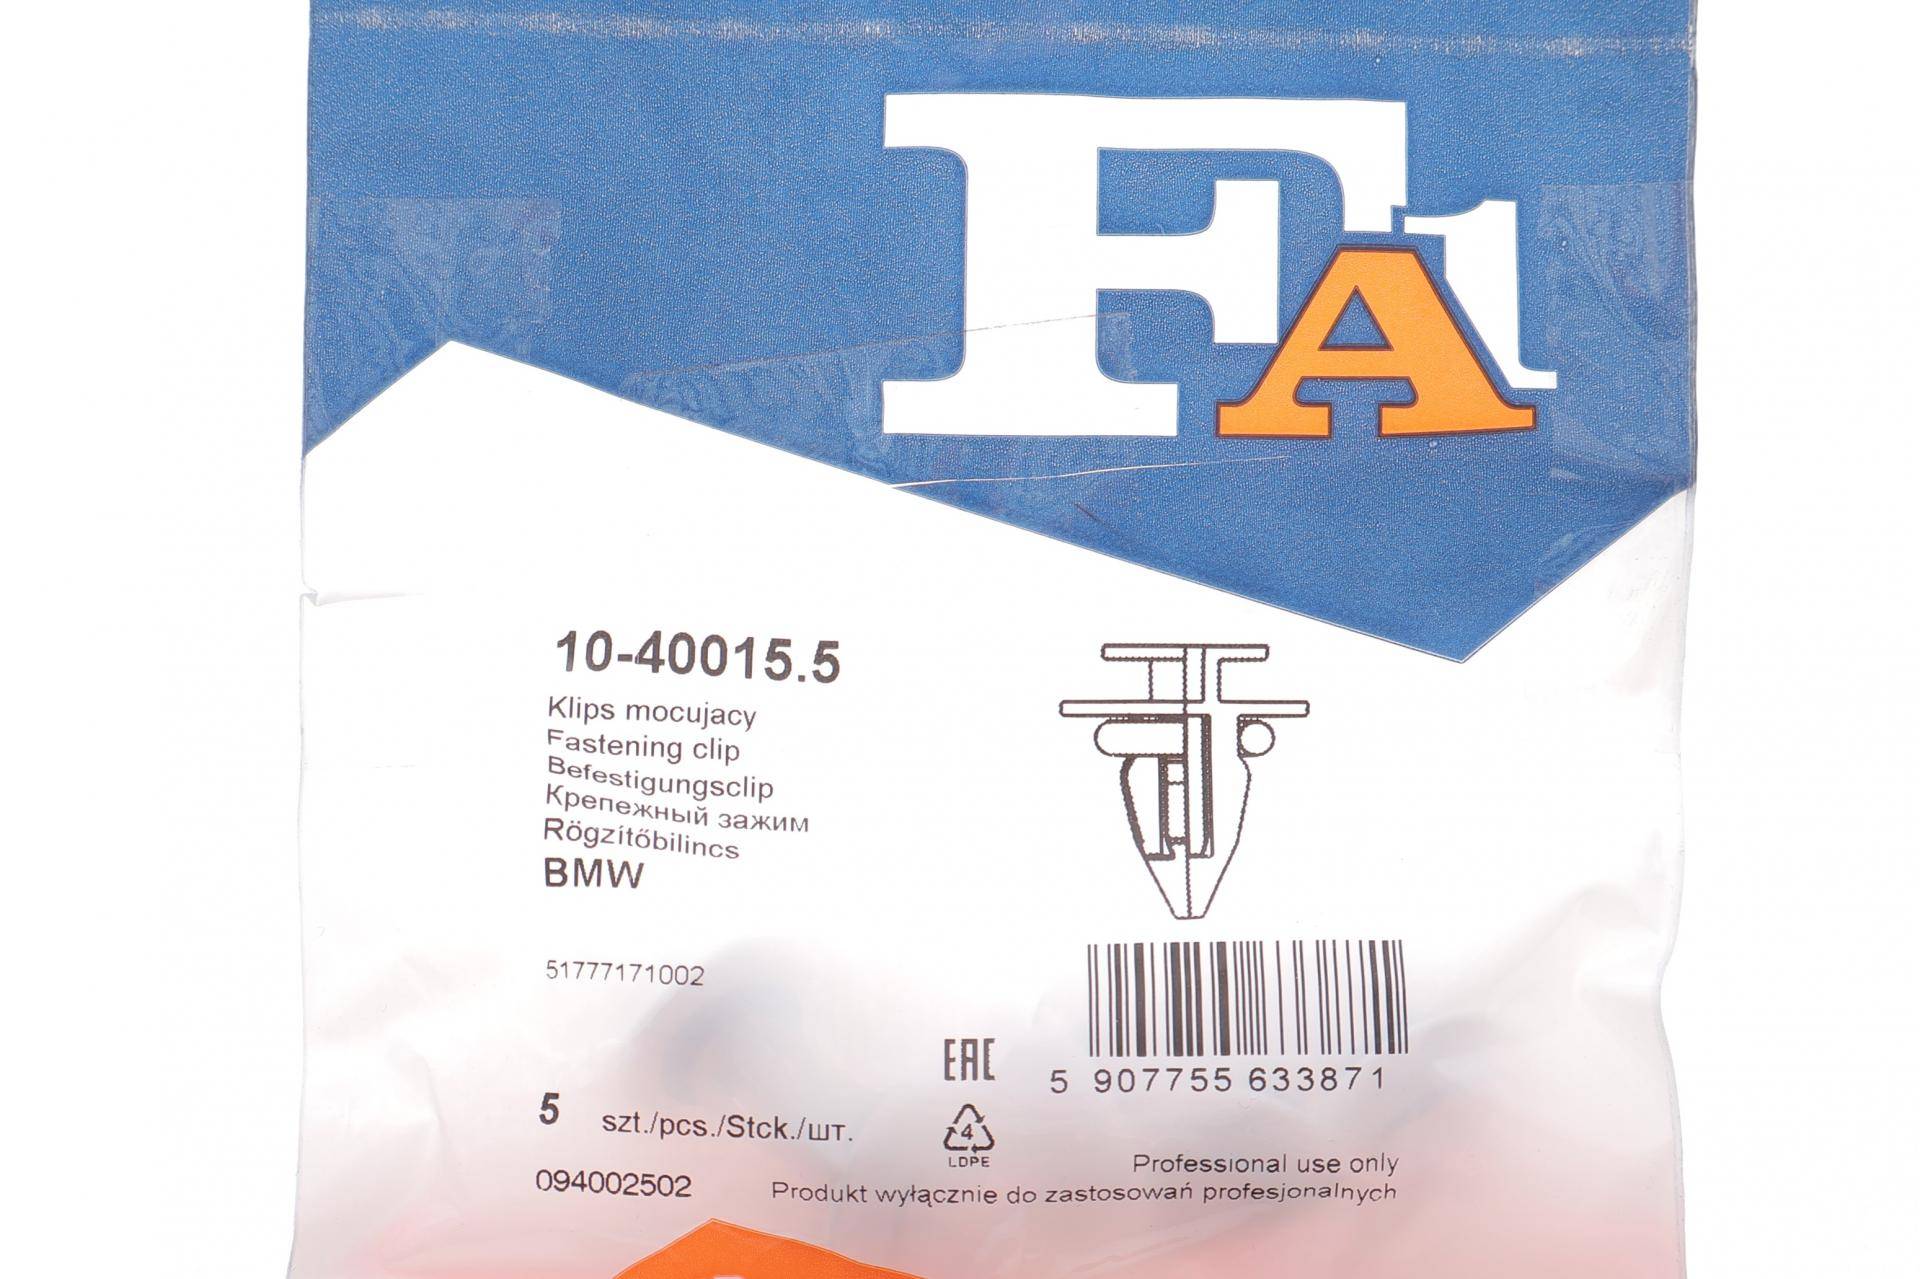 FA1
10-40015.5
Klips mocujacy
Fastening clip
Befestigungsclip
Крепежный зажим
Rögzítőbilincs
BMW
51777171002
5 907755 633871
EAC
5 szt./pcs./Stck./шт.
4
LDPE
094002502
Professional use only
Produkt wyłącznie do zastosowań profesjonalnych